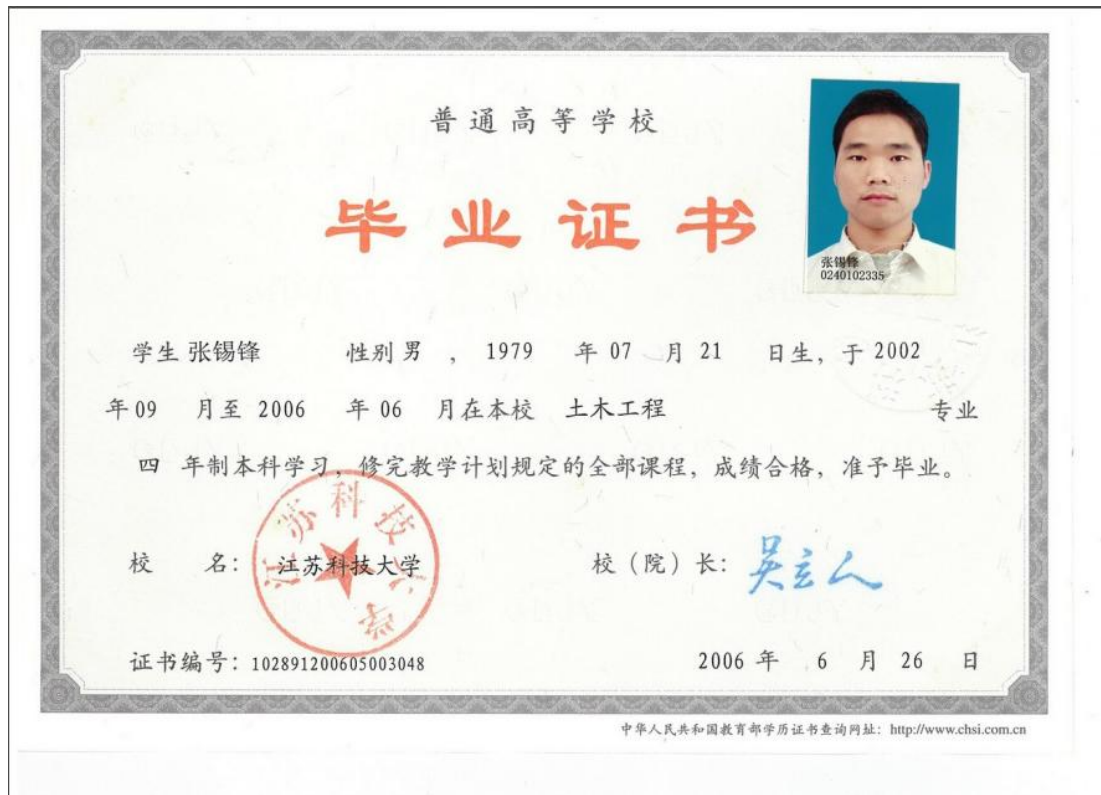 普通高等学校
毕业证书
张锡锋
0240102335
学生 张锡锋 性别 男 , 1979 年 07 月 21 日生, 于 2002
年 09 月至 2006 年 06 月在本校 土木工程 专业
四 年制本科学习, 修完教学计划规定的全部课程, 成绩合格, 准予毕业。
江苏科技大学
校 名: 江苏科技大学 校(院)长: 吴立人
证书编号: 102891200605003048 2006 年 6 月 26 日
中华人民共和国教育部学历证书查询网址: http://www.chsi.com.cn